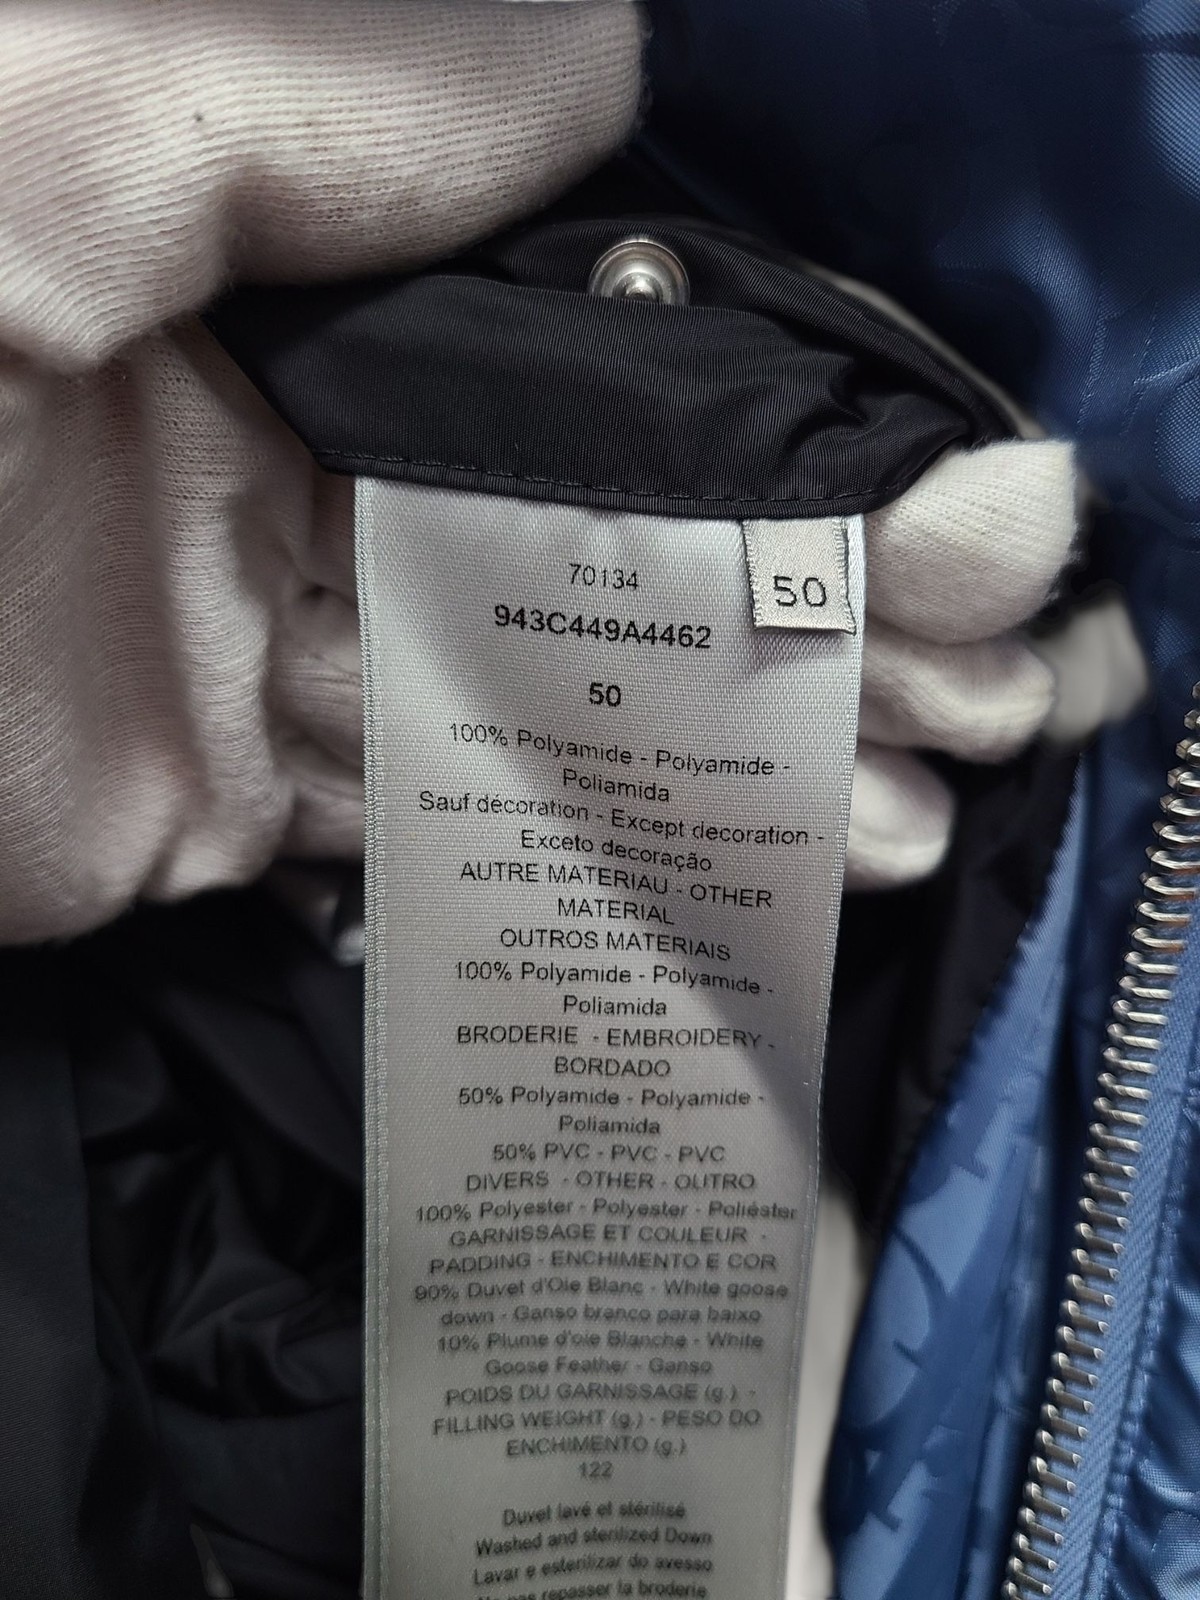 70134
50
943C449A4462
50
100% Polyamide - Polyamide -
Poliamida
Sauf décoration - Except decoration -
Exceto decoração
AUTRE MATERIAU - OTHER
MATERIAL
OUTROS MATERIAIS
100% Polyamide - Polyamide -
Poliamida
BRODERIE - EMBROIDERY -
BORDADO
50% Polyamide - Polyamide -
Poliamida
50% PVC - PVC - PVC
DIVERS - OTHER - OUTRO
100% Polyester - Polyester - Poliéster
GARNISSAGE ET COULEUR -
PADDING - ENCHIMENTO E COR
90% Duvet d'Oie Blanc - White goose
down - Ganso branco para baixo
10% Plume d'oie Blanche - White
Goose Feather - Ganso
POIDS DU GARNISSAGE (g.) -
FILLING WEIGHT (g.) - PESO DO
ENCHIMENTO (g.)
122
Duvet lavé et stérilisé
Washed and sterilized Down
Lavar e esterilizar do avesso
pas repasser la broderie